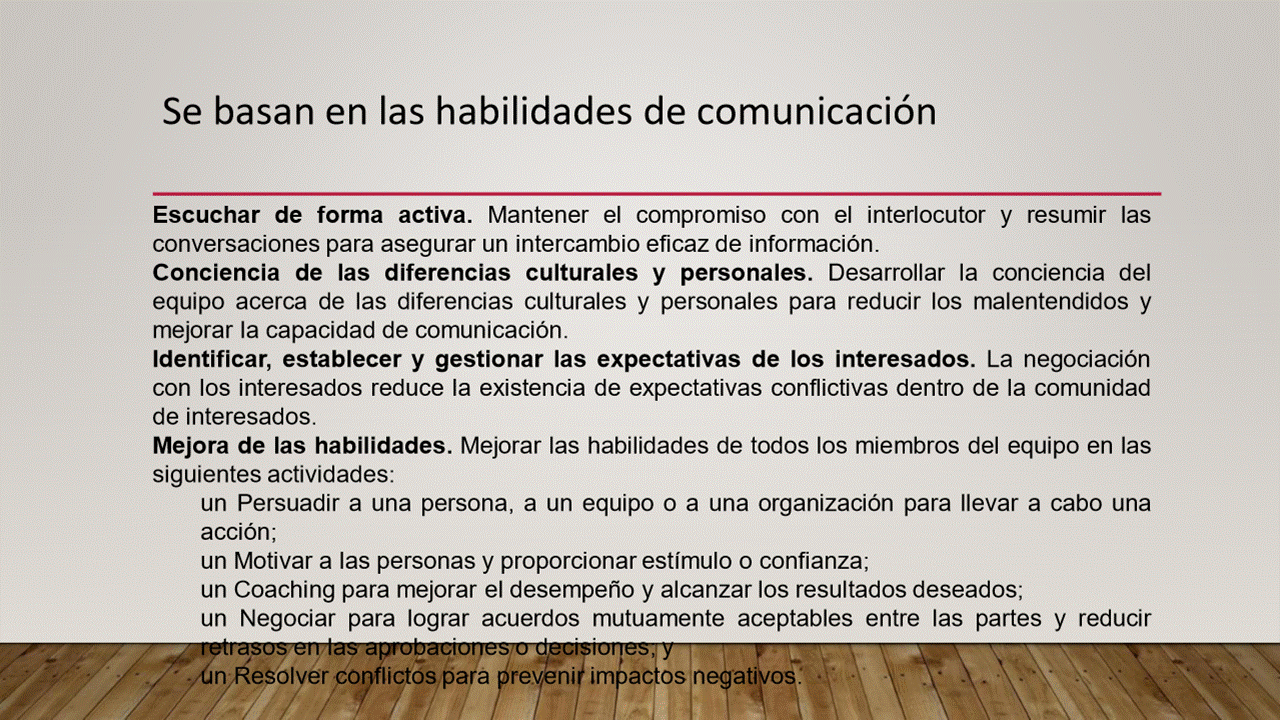 Se basan en las habilidades de comunicación
Escuchar de forma activa. Mantener el compromiso con el interlocutor y resumir las
conversaciones para asegurar un intercambio eficaz de información.
Conciencia de las diferencias culturales y personales. Desarrollar la conciencia del
equipo acerca de las diferencias culturales y personales para reducir los malentendidos y
mejorar la capacidad de comunicación.
Identificar, establecer y gestionar las expectativas de los interesados. La negociación
con los interesados reduce la existencia de expectativas conflictivas dentro de la comunidad
de interesados.
Mejora de las habilidades. Mejorar las habilidades de todos los miembros del equipo en las
siguientes actividades:
un Persuadir a una persona, a un equipo o a una organización para llevar a cabo una
acción;
un Motivar a las personas y proporcionar estímulo o confianza;
un Coaching para mejorar el desempeño y alcanzar los resultados deseados;
un Negociar para lograr acuerdos mutuamente aceptables entre las partes y reducir
retrasos en las aprobaciones o decisiones; y
un Resolver conflictos para prevenir impactos negativos.